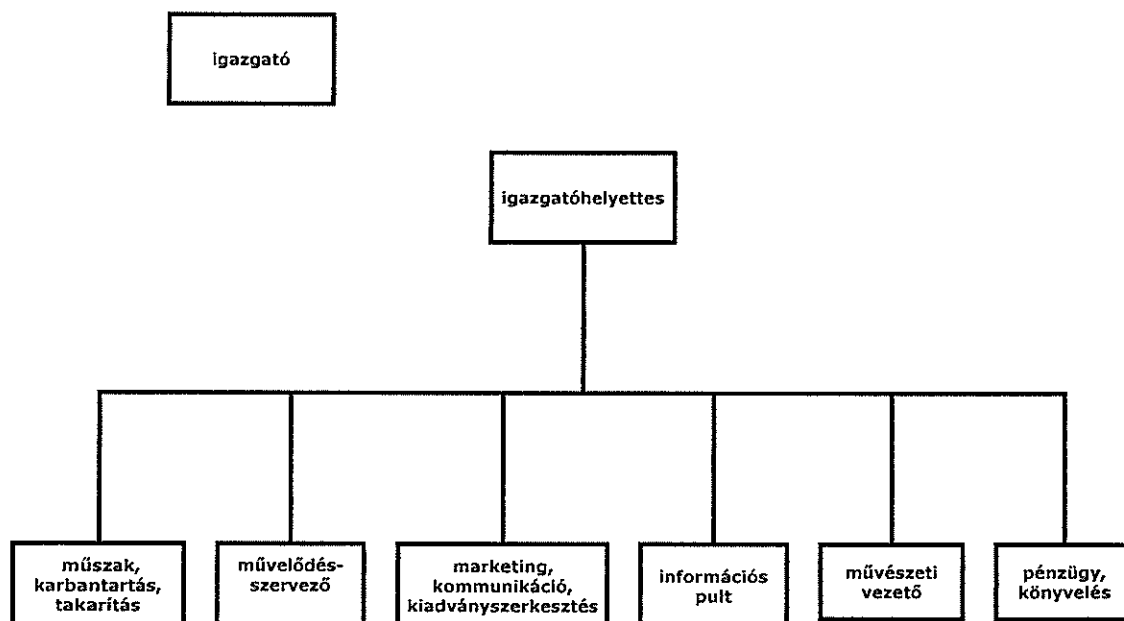 igazgató
igazgatóhelyettes
műszak,
karbantartás,
takarítás
művelődés-
szervező
marketing,
kommunikáció,
kiadványszerkesztés
információs
pult
művészeti
vezető
pénzügy,
könyvelés